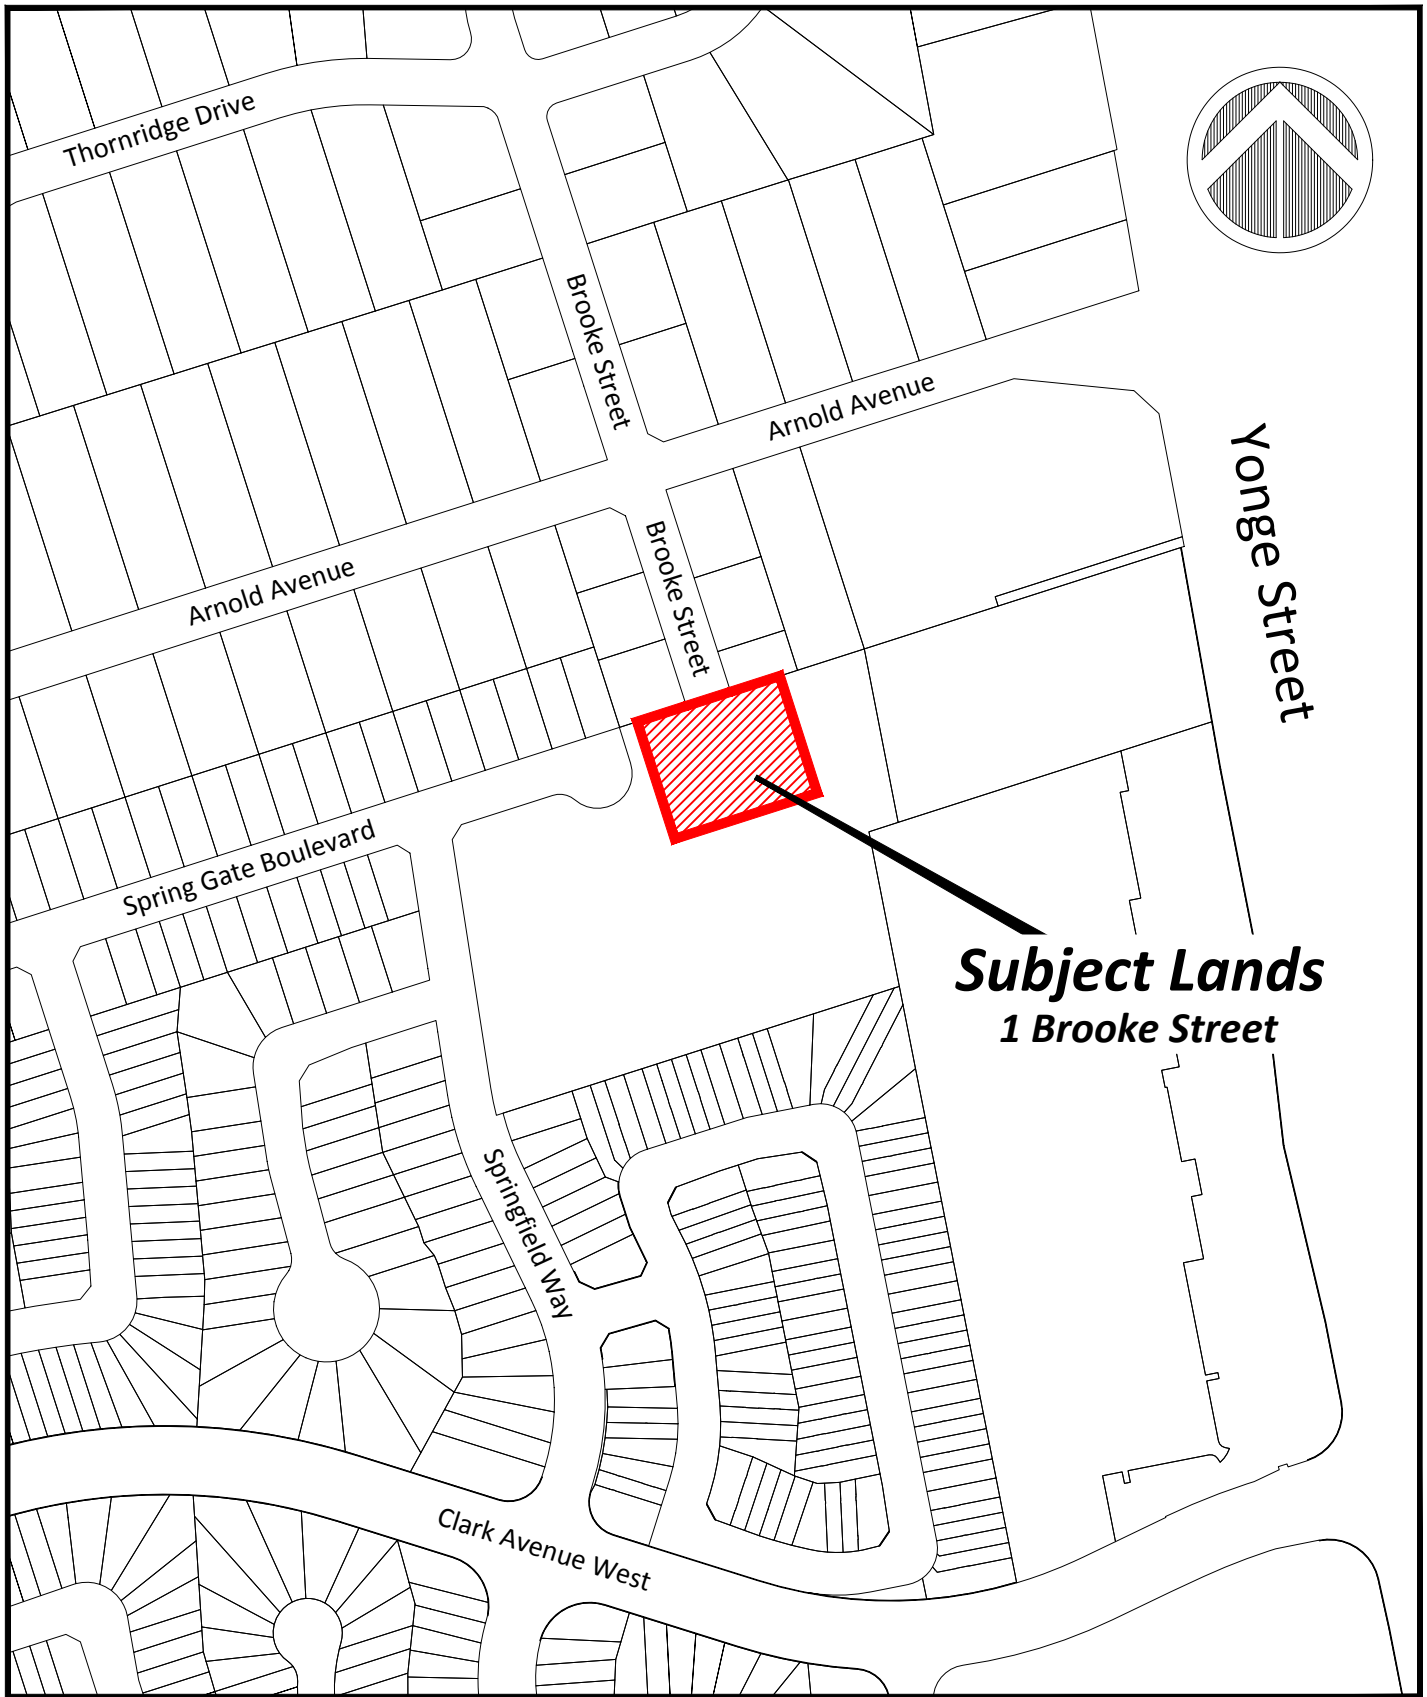 Thornridge Drive
Brooke Street
Arnold Avenue
Yonge Street
Brooke Street
Arnold Avenue
Spring Gate Boulevard
Subject Lands
1 Brooke Street
Springfield Way
Clark Avenue West